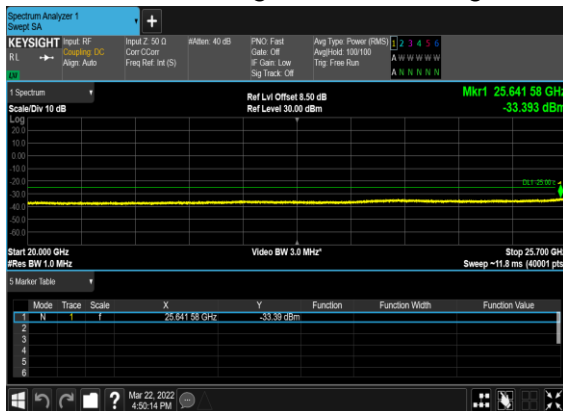 Spectrum Analyzer 1
Swept SA
+
KEYSIGHT
RL
Input: RF
Coupling: DC
Align: Auto
Input Z: 50 Ω
Corr CCorr
Freq Ref: Int (S)
#Atten: 40 dB
PNO: Fast
Gate: Off
IF Gain: Low
Sig Track: Off
Avg Type: Power (RMS)
Avg|Hold: 100/100
Trig: Free Run
1 2 3 4 5 6
A W W W W W
A N N N N N
1 Spectrum
Scale/Div 10 dB
Ref Lvl Offset 8.50 dB
Ref Level 30.00 dBm
Mkr1 25.641 58 GHz
-33.393 dBm
Log
20.0
10.0
0.00
-10.0
-20.0
-30.0
-40.0
-50.0
-60.0
Start 20.000 GHz
#Res BW 1.0 MHz
Video BW 3.0 MHz*
Stop 25.700 GHz
Sweep ~11.8 ms (40001 pts)
5 Marker Table
Mode Trace Scale X Y Function Function Width Function Value
1 N 1 f 25.641 58 GHz -33.39 dBm
2
3
4
5
6
? Mar 22, 2022
4:50:14 PM